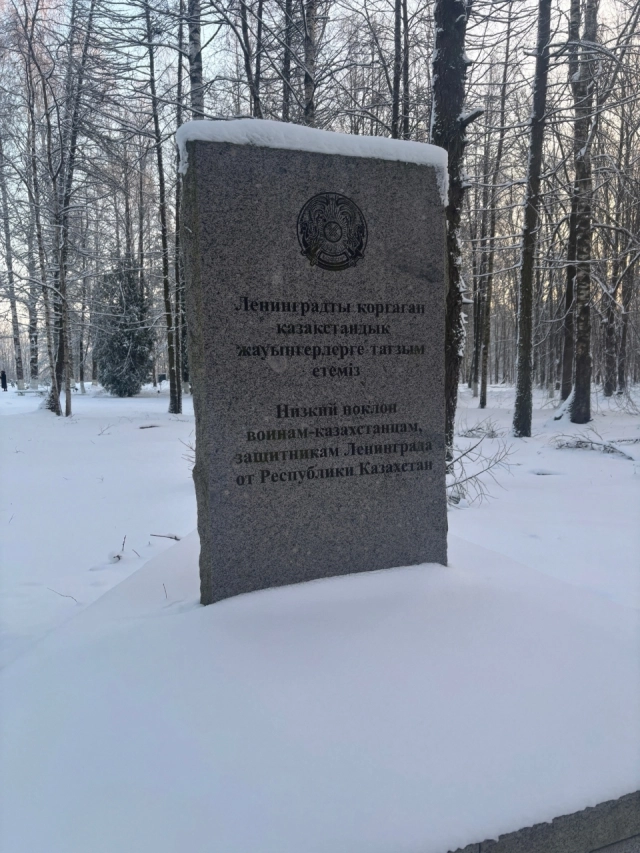 Ленинградты қорғаған
қазақстандық
жауынгерлерге тағзым
етеміз
Низкий поклон
воинам-казахстанцам,
защитникам Ленинграда
от Республики Казахстан